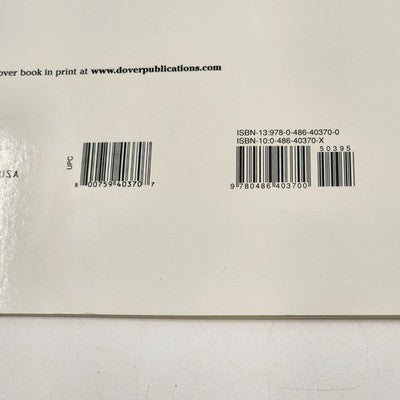 over book in print at www.doverpublications.com
ISBN-13:978-0-486-40370-0
ISBN-10:0-486-40370-X
50395
UPC
USA
8 00759 40370 7
9 780486 403700